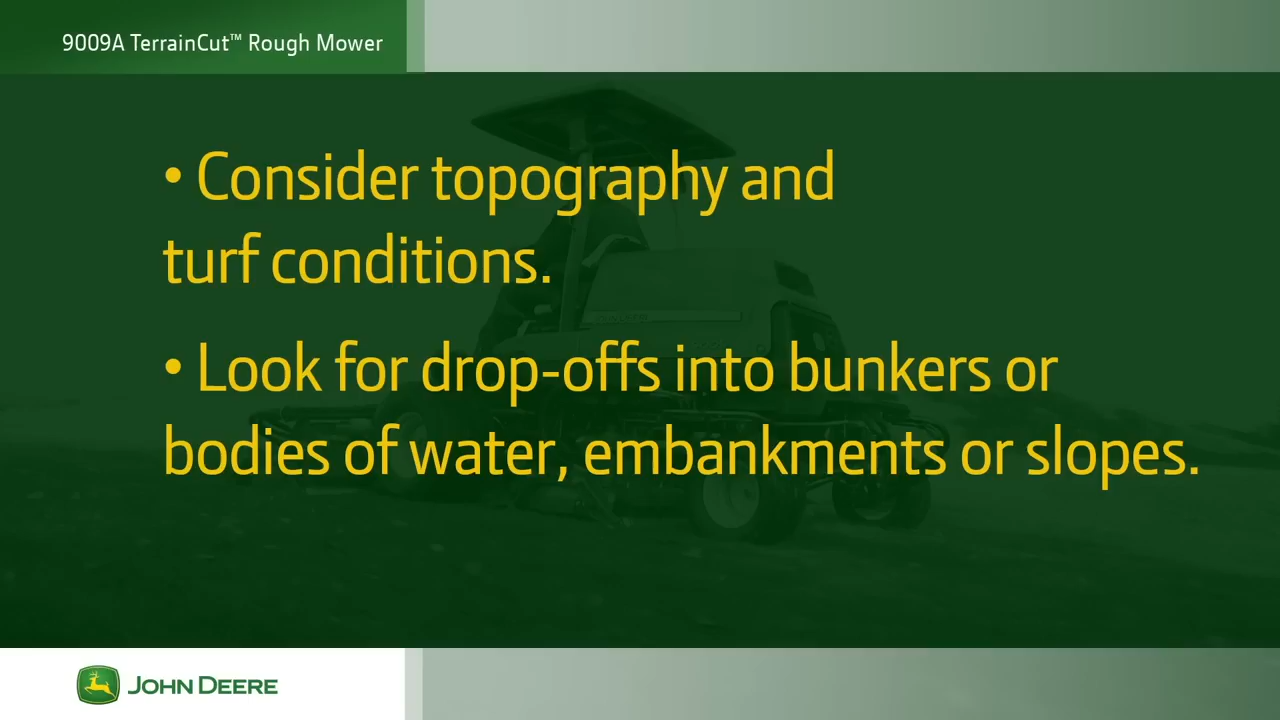 9009A TerrainCut™ Rough Mower
• Consider topography and
turf conditions.
• Look for drop-offs into bunkers or
bodies of water, embankments or slopes.
JOHN DEERE